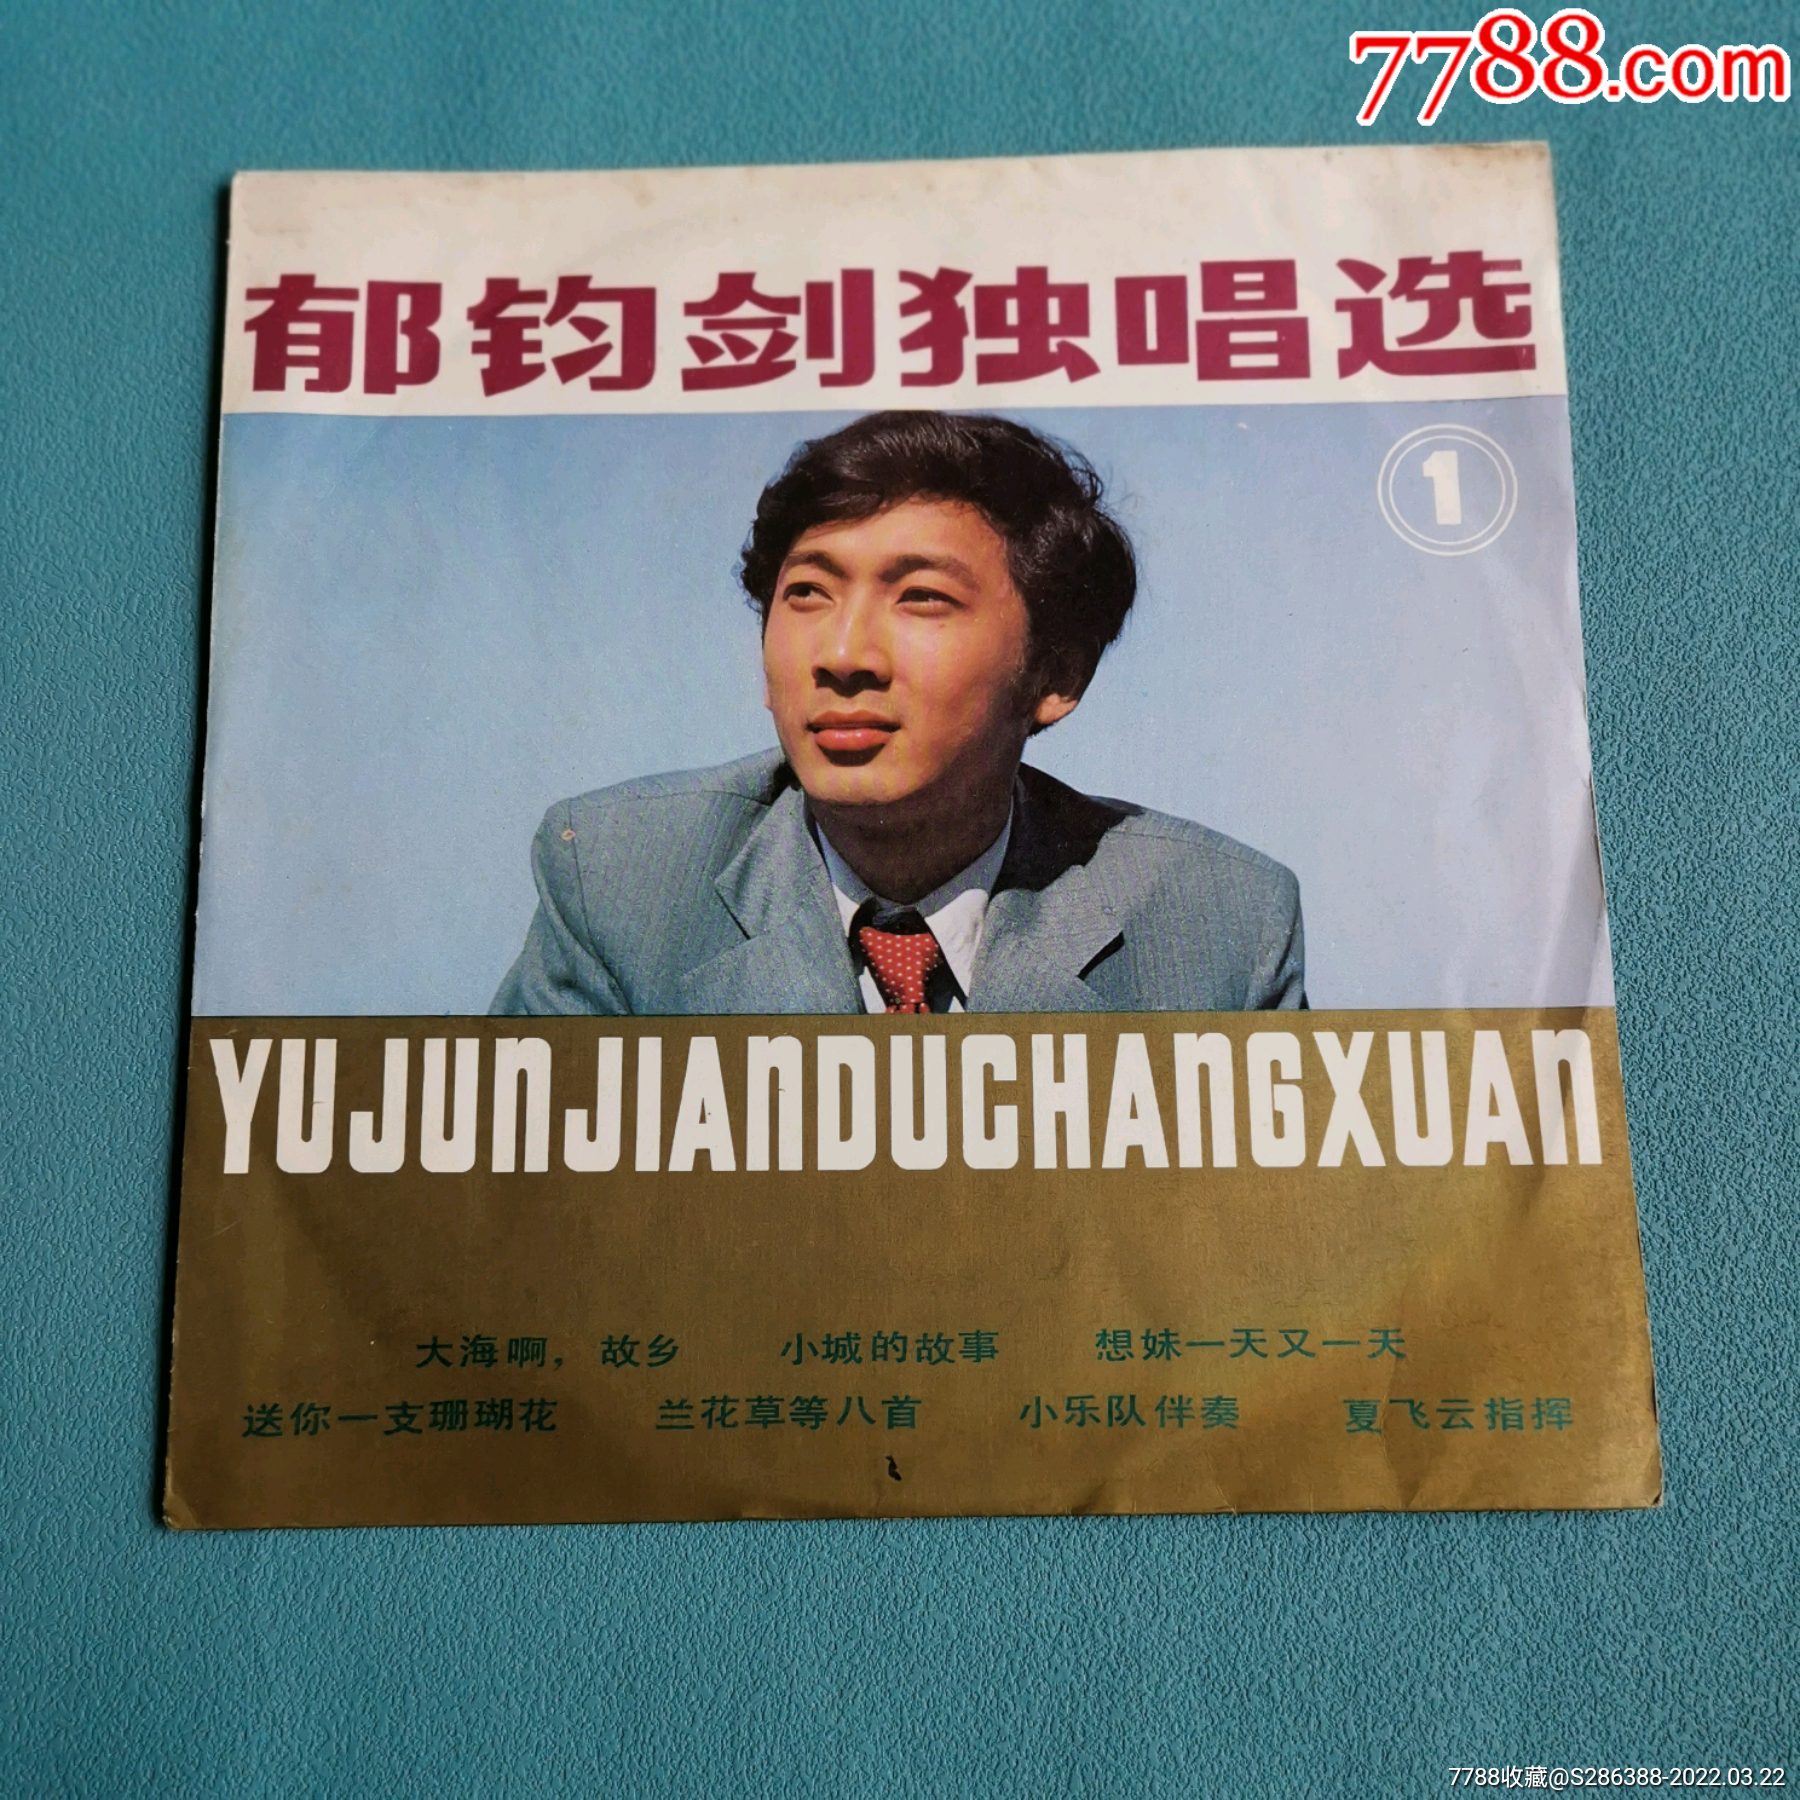 7788.com
郁钧剑独唱选
1
YUJUNJIANDUCHANGXUAN
大海啊，故乡 小城的故事 想妹一天又一天
送你一支珊瑚花 兰花草等八首 小乐队伴奏 夏飞云指挥
7788收藏@S286388-2022.03.22